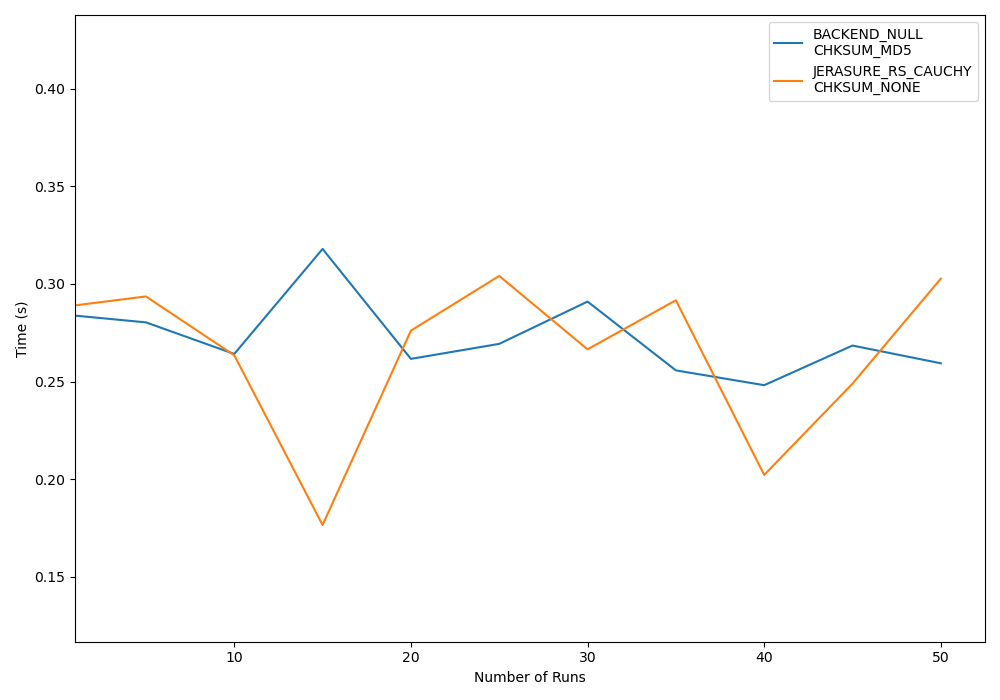 BACKEND_NULL
CHKSUM_MD5
JERASURE_RS_CAUCHY
CHKSUM_NONE
0.40
0.35
0.30
0.25
0.20
0.15
Time (s)
10 20 30 40 50
Number of Runs